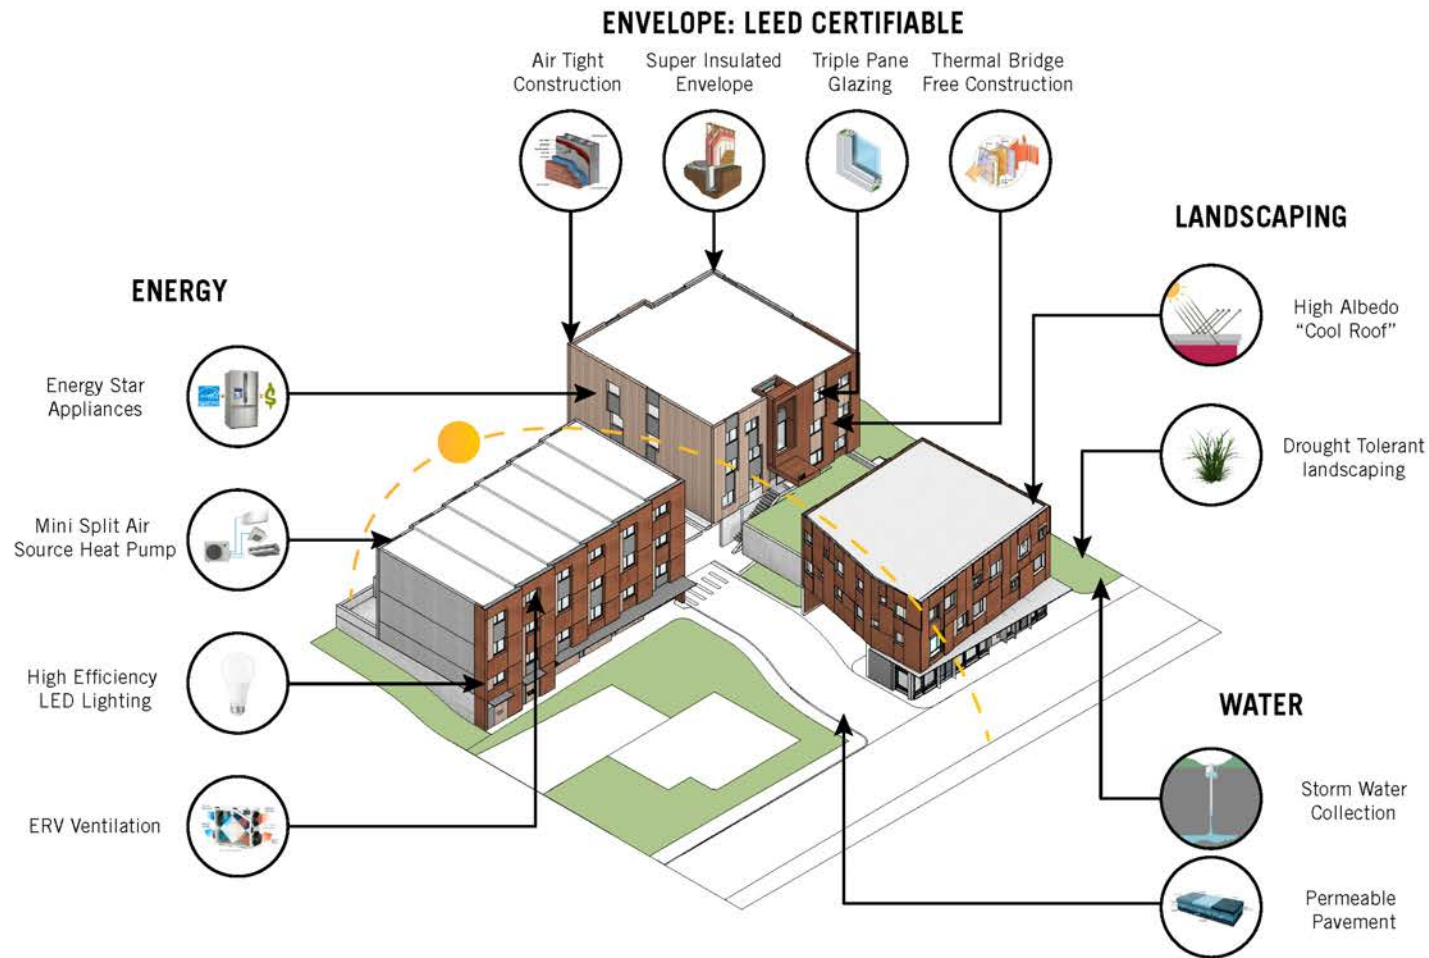 ENVELOPE: LEED CERTIFIABLE
Air Tight
Construction
Super Insulated
Envelope
Triple Pane
Glazing
Thermal Bridge
Free Construction
LANDSCAPING
High Albedo
“Cool Roof”
Drought Tolerant
landscaping
ENERGY
Energy Star
Appliances
Mini Split Air
Source Heat Pump
High Efficiency
LED Lighting
ERV Ventilation
WATER
Storm Water
Collection
Permeable
Pavement